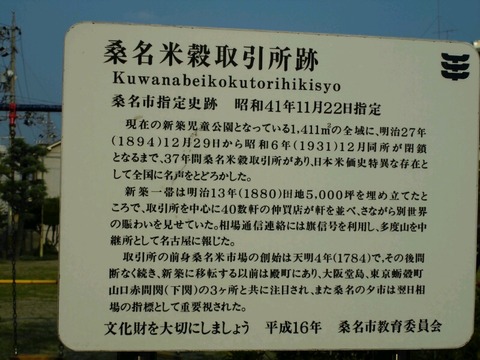 桑名米穀取引所跡
Kuwanabeikokutorihikisyo
桑名市指定史跡 昭和41年11月22日指定
現在の新築児童公園となっている1,411㎡の全域に、明治27年
(1894)12月29日から昭和6年(1931)12月同所が閉鎖
となるまで、37年間桑名米穀取引所があり、日本米価史特異な存在と
して全国に名声をとどろかした。
新築一帯は明治13年(1880)田地5,000坪を埋め立てたと
ころで、取引所を中心に40数軒の仲買店が軒を並べ、さながら別世界
の賑わいを見せていた。相場通信連絡には旗信号を利用し、多度山を中
継所として名古屋に報じた。
取引所の前身桑名米市場の創始は天明4年(1784)で、その後間
断なく続き、新築に移転する以前は殿町にあり、大阪堂島、東京蛎殻町
山口赤間関(下関)の3ヶ所と共に注目され、また桑名の夕市は翌日相
場の指標として重要視された。
文化財を大切にしましょう 平成16年 桑名市教育委員会